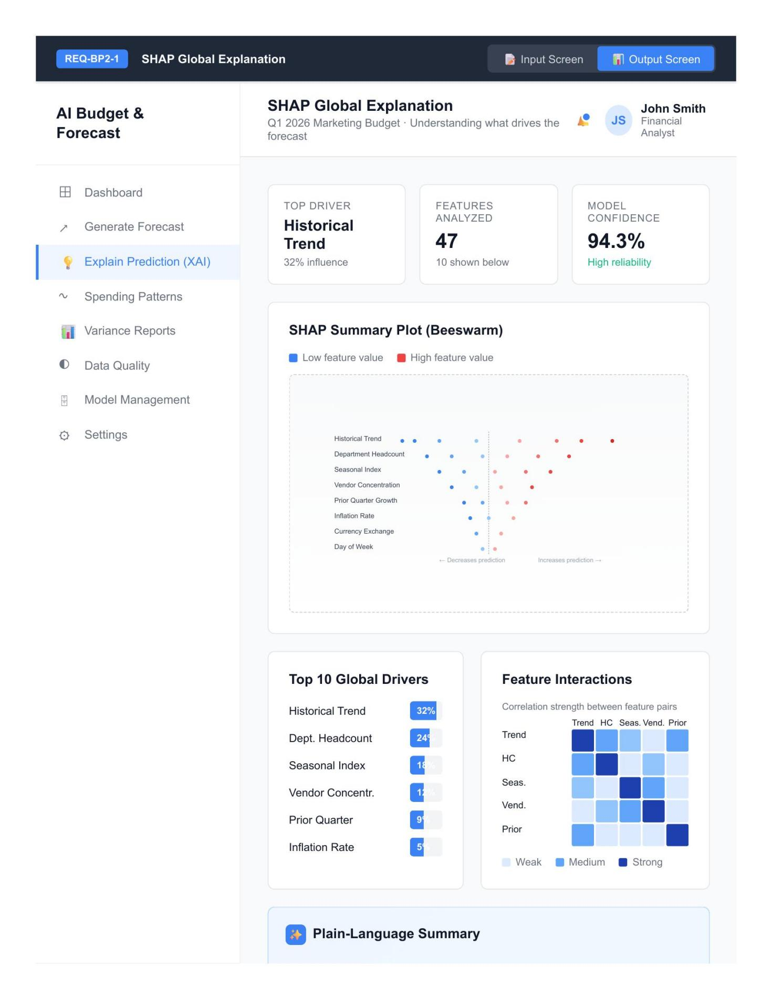 REQ-BP2-1
SHAP Global Explanation
Input Screen
Output Screen
AI Budget &
Forecast
Dashboard
Generate Forecast
Explain Prediction (XAI)
Spending Patterns
Variance Reports
Data Quality
Model Management
Settings
SHAP Global Explanation
Q1 2026 Marketing Budget · Understanding what drives the
forecast
JS
John Smith
Financial
Analyst
TOP DRIVER
Historical
Trend
32% influence
FEATURES
ANALYZED
47
10 shown below
MODEL
CONFIDENCE
94.3%
High reliability
SHAP Summary Plot (Beeswarm)
Low feature value
High feature value
Historical Trend
Department Headcount
Seasonal Index
Vendor Concentration
Prior Quarter Growth
Inflation Rate
Currency Exchange
Day of Week
← Decreases prediction
Increases prediction →
Top 10 Global Drivers
Historical Trend 32%
Dept. Headcount 24%
Seasonal Index 18%
Vendor Concentr. 12%
Prior Quarter 9%
Inflation Rate 5%
Feature Interactions
Correlation strength between feature pairs
Trend HC Seas. Vend. Prior
Trend
HC
Seas.
Vend.
Prior
Weak Medium Strong
Plain-Language Summary